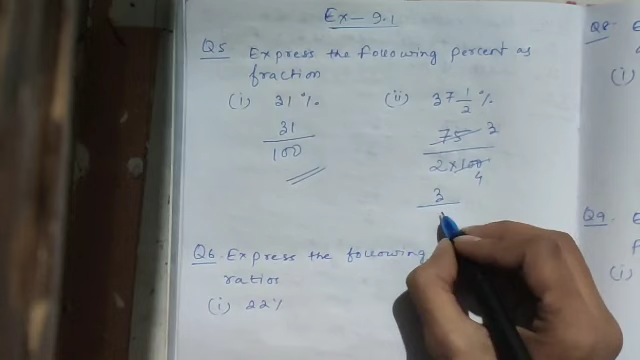 Ex-9.1
Q5 Express the following percent as
fraction
(i) 31%. (ii) 37 1/2 %
31
100
75 3
2×100
4
3
Q6. Express the following
ratios
(i) 22%
Q8.
(i)
Q9.
(i)